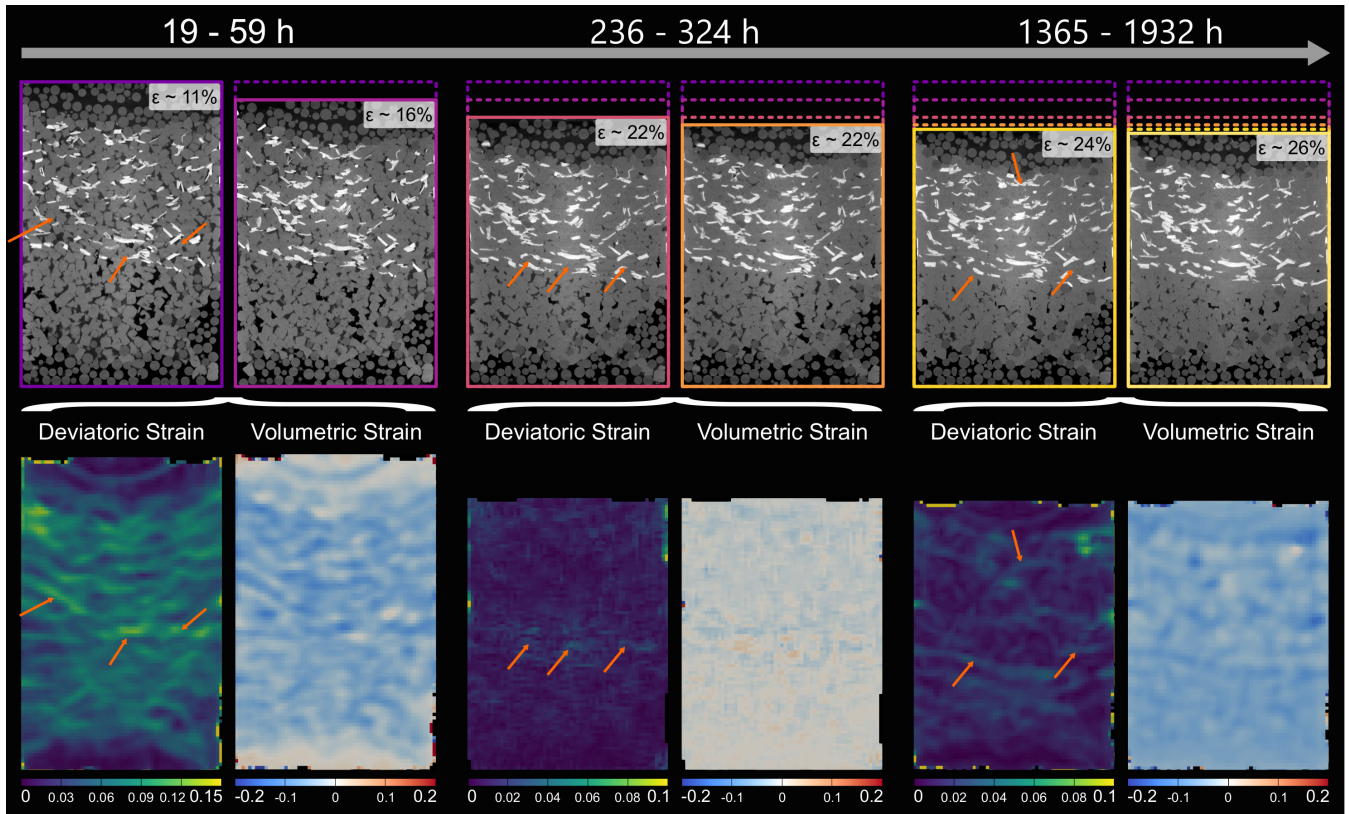 19 - 59 h 236 - 324 h 1365 - 1932 h
ε ~ 11% ε ~ 16% ε ~ 22% ε ~ 22% ε ~ 24% ε ~ 26%
Deviatoric Strain Volumetric Strain Deviatoric Strain Volumetric Strain Deviatoric Strain Volumetric Strain
0 0.03 0.06 0.09 0.12 0.15 -0.2 -0.1 0 0.1 0.2 0 0.02 0.04 0.06 0.08 0.1 -0.2 -0.1 0 0.1 0.2 0 0.02 0.04 0.06 0.08 0.1 -0.2 -0.1 0 0.1 0.2